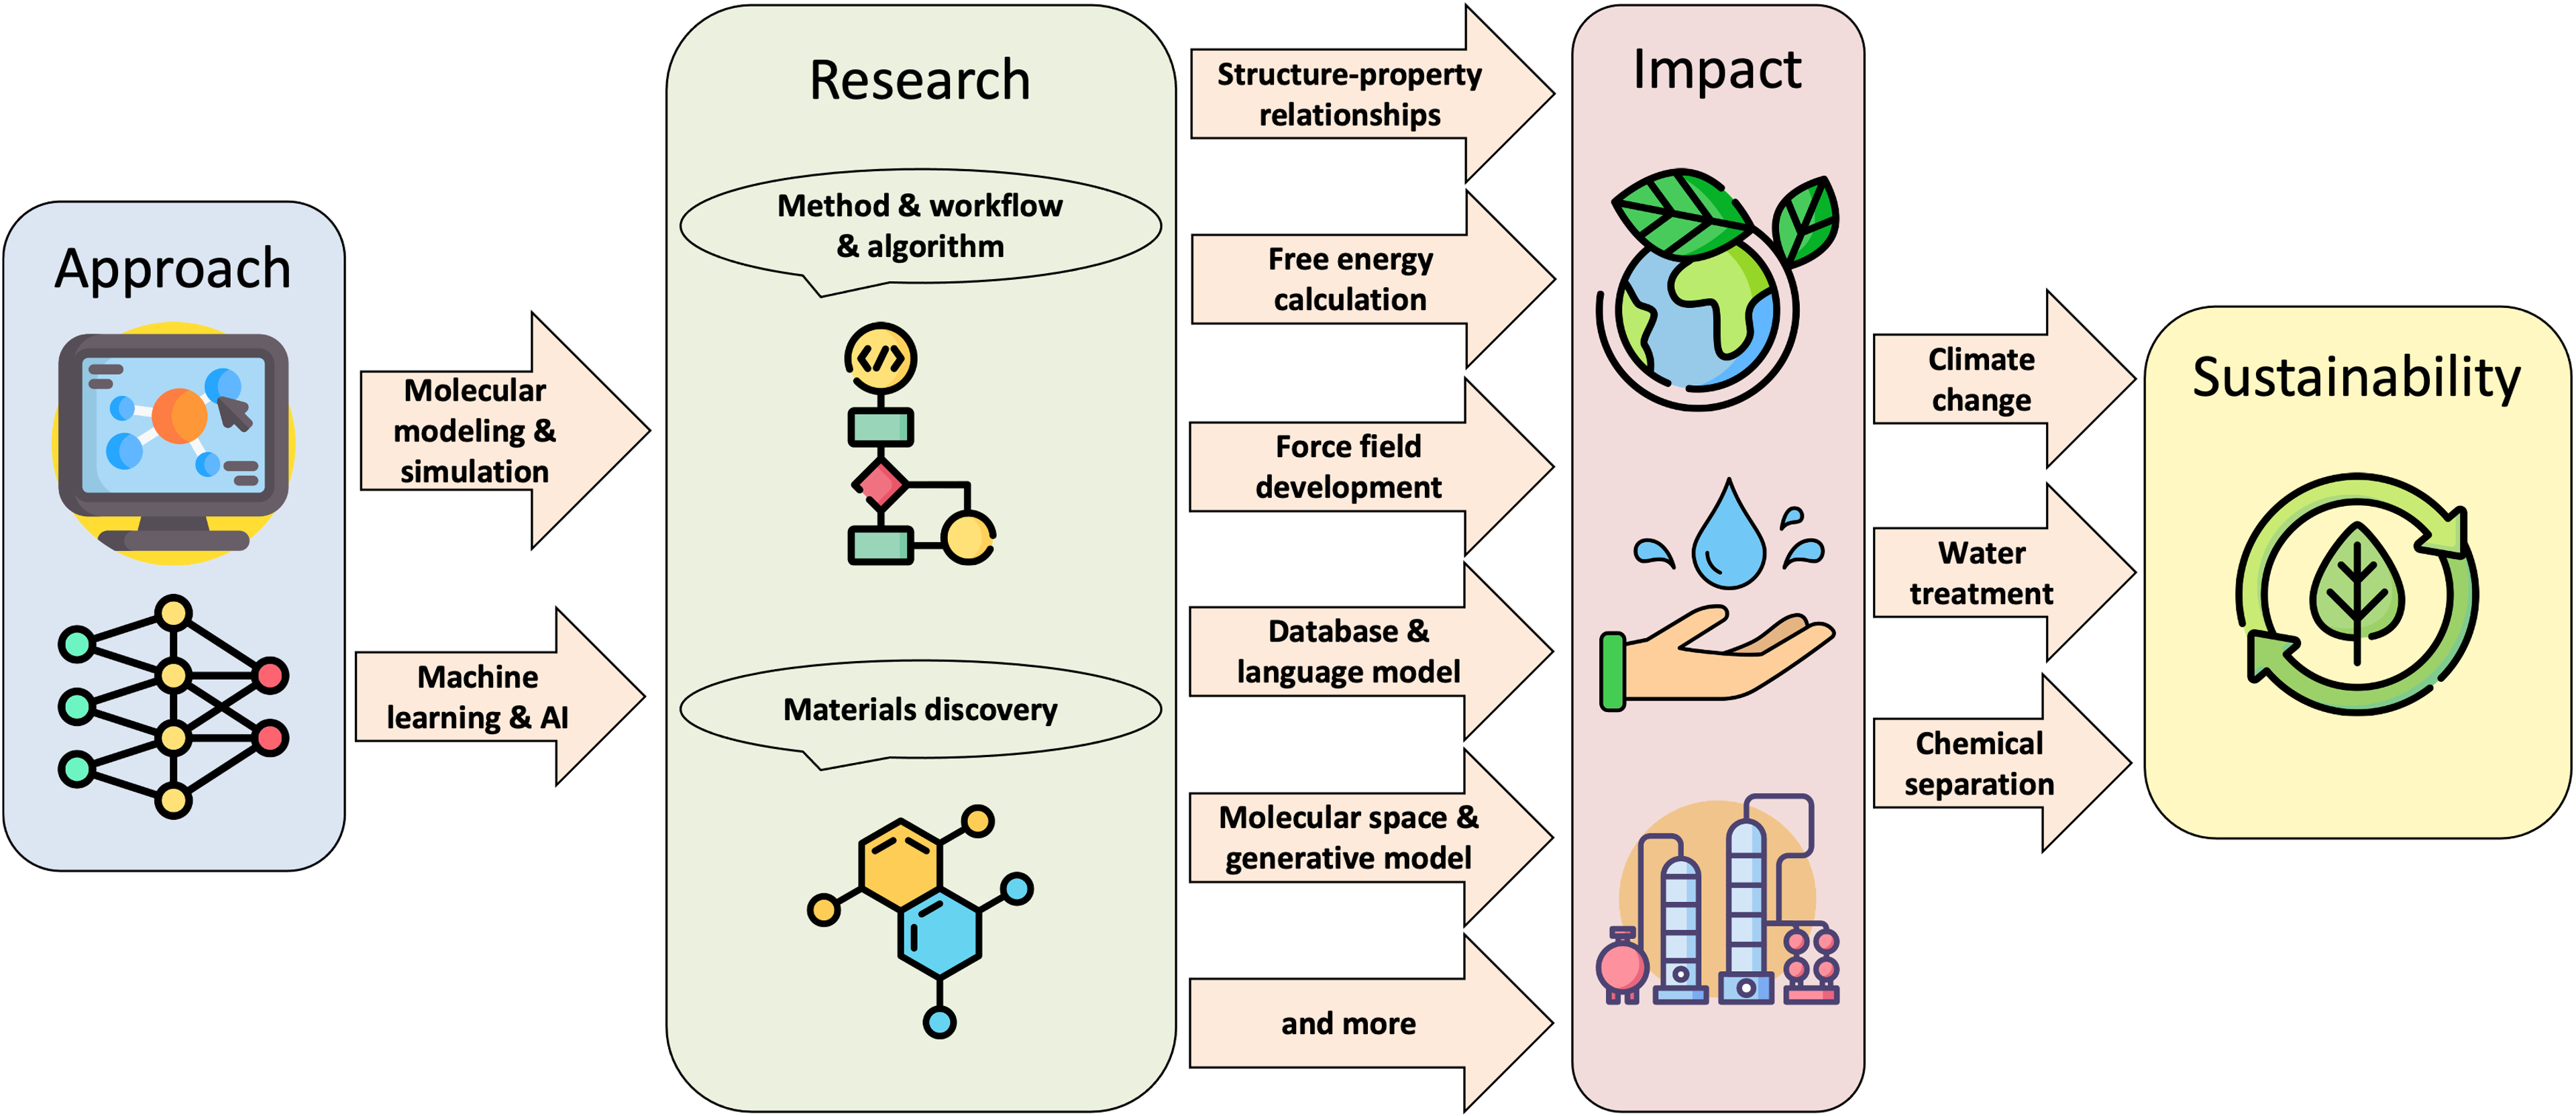 Approach
Molecular
modeling &
simulation
Machine
learning & AI
Research
Method & workflow
& algorithm
</>
Materials discovery
Structure-property
relationships
Free energy
calculation
Force field
development
Database &
language model
Molecular space &
generative model
and more
Impact
Climate
change
Water
treatment
Chemical
separation
Sustainability